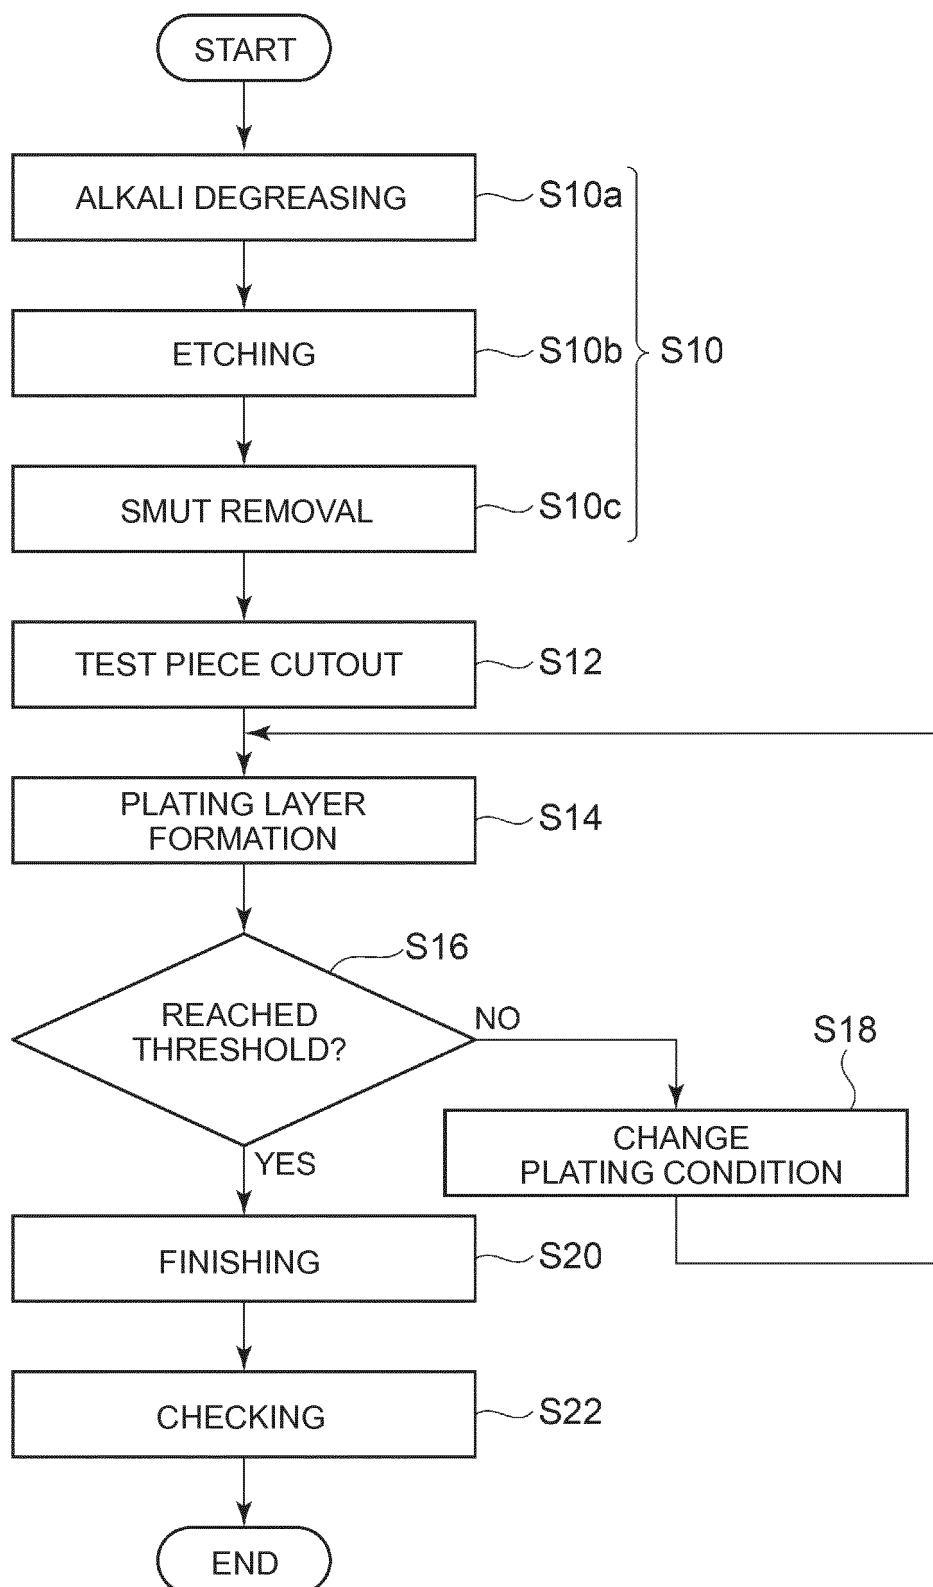 START
ALKALI DEGREASING
S10a
ETCHING
S10b
S10
SMUT REMOVAL
S10c
TEST PIECE CUTOUT
S12
PLATING LAYER
FORMATION
S14
S16
REACHED
THRESHOLD?
NO
S18
CHANGE
PLATING CONDITION
YES
FINISHING
S20
CHECKING
S22
END